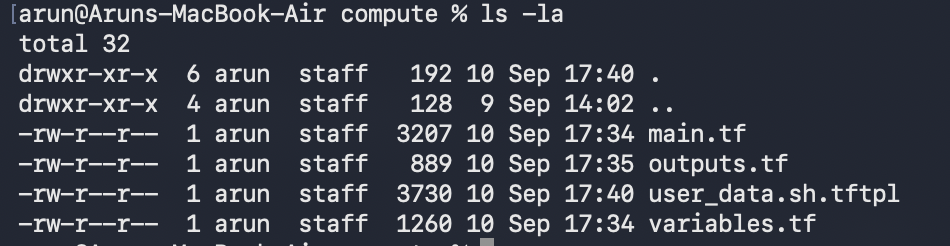 [arun@Aruns-MacBook-Air compute % ls -la
total 32
drwxr-xr-x  6 arun  staff   192 10 Sep 17:40 .
drwxr-xr-x  4 arun  staff   128  9 Sep 14:02 ..
-rw-r--r--  1 arun  staff  3207 10 Sep 17:34 main.tf
-rw-r--r--  1 arun  staff   889 10 Sep 17:35 outputs.tf
-rw-r--r--  1 arun  staff  3730 10 Sep 17:40 user_data.sh.tftpl
-rw-r--r--  1 arun  staff  1260 10 Sep 17:34 variables.tf